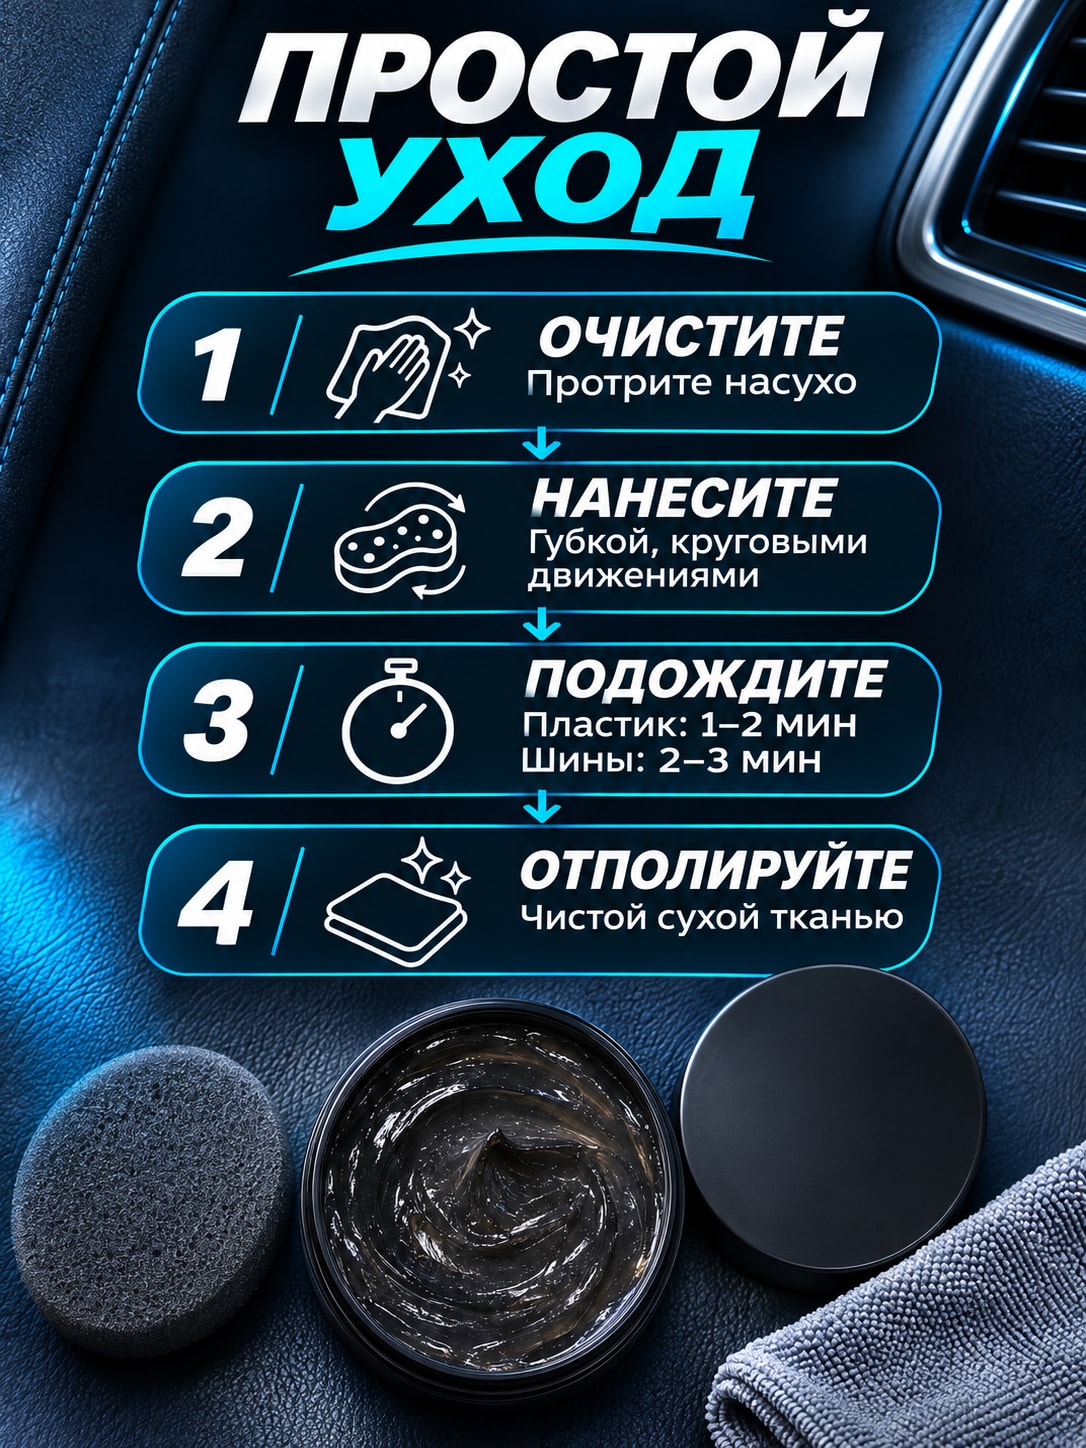 ПРОСТОЙ
УХОД
1
ОЧИСТИТЕ
Протрите насухо
2
НАНЕСИТЕ
Губкой, круговыми
движениями
3
ПОДОЖДИТЕ
Пластик: 1–2 мин
Шины: 2–3 мин
4
ОТПОЛИРУЙТЕ
Чистой сухой тканью